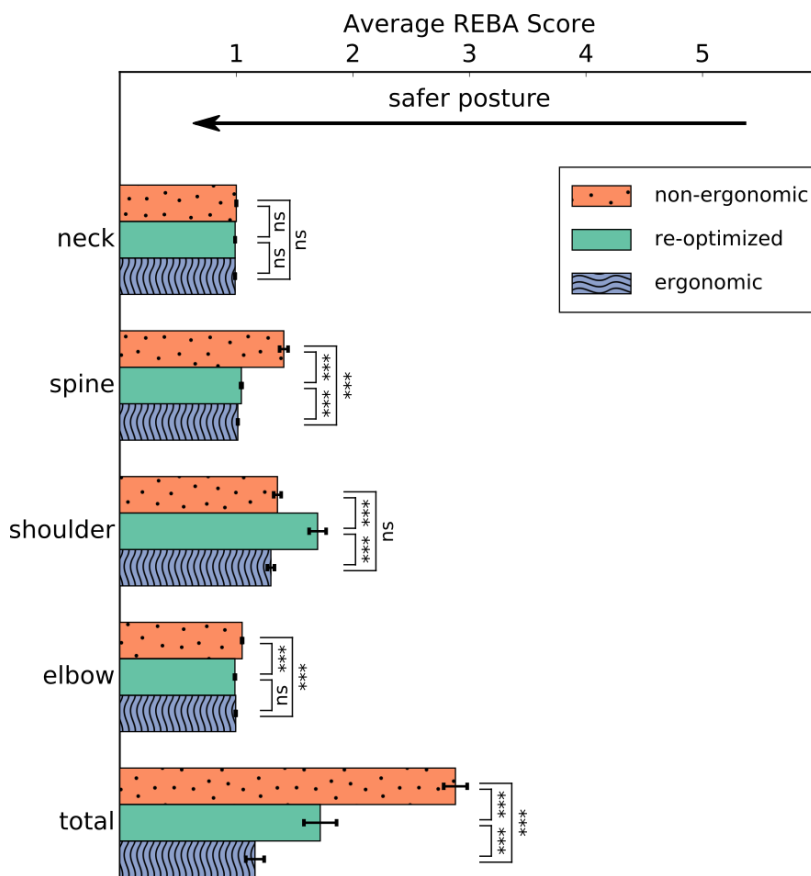 Average REBA Score
1 2 3 4 5
safer posture
non-ergonomic
re-optimized
ergonomic
neck
ns
ns
ns
spine
***
***
***
shoulder
***
***
ns
elbow
***
ns
***
total
***
***
***